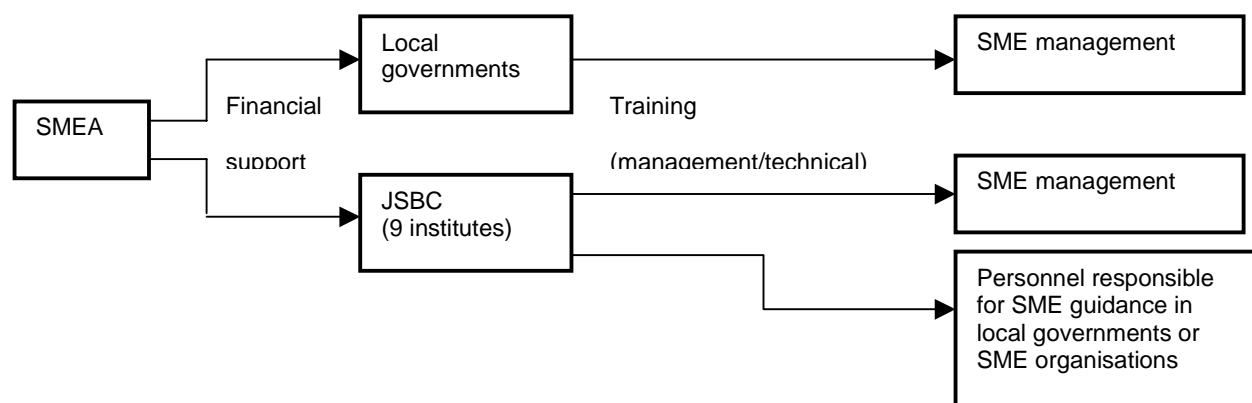 SMEA
Financial
support
Local
governments
JSBC
(9 institutes)
Training
(management/technical)
SME management
SME management
Personnel responsible
for SME guidance in
local governments or
SME organisations